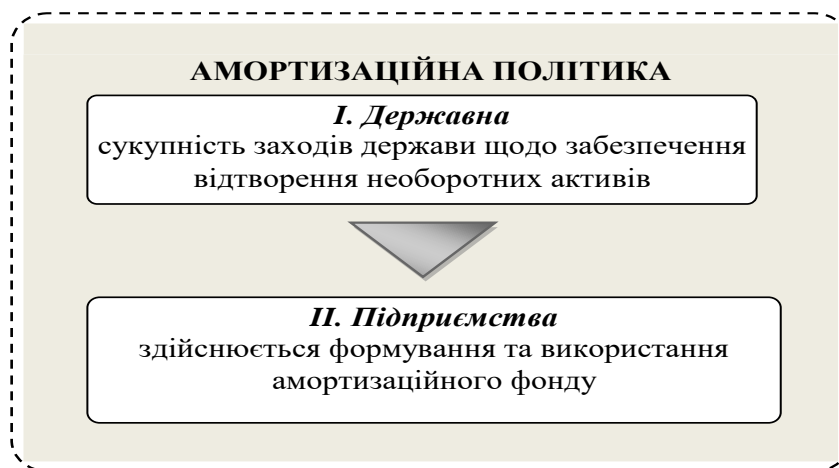 АМОРТИЗАЦІЙНА ПОЛІТИКА
І. Державна
сукупність заходів держави щодо забезпечення
відтворення необоротних активів
ІІ. Підприємства
здійснюється формування та використання
амортизаційного фонду